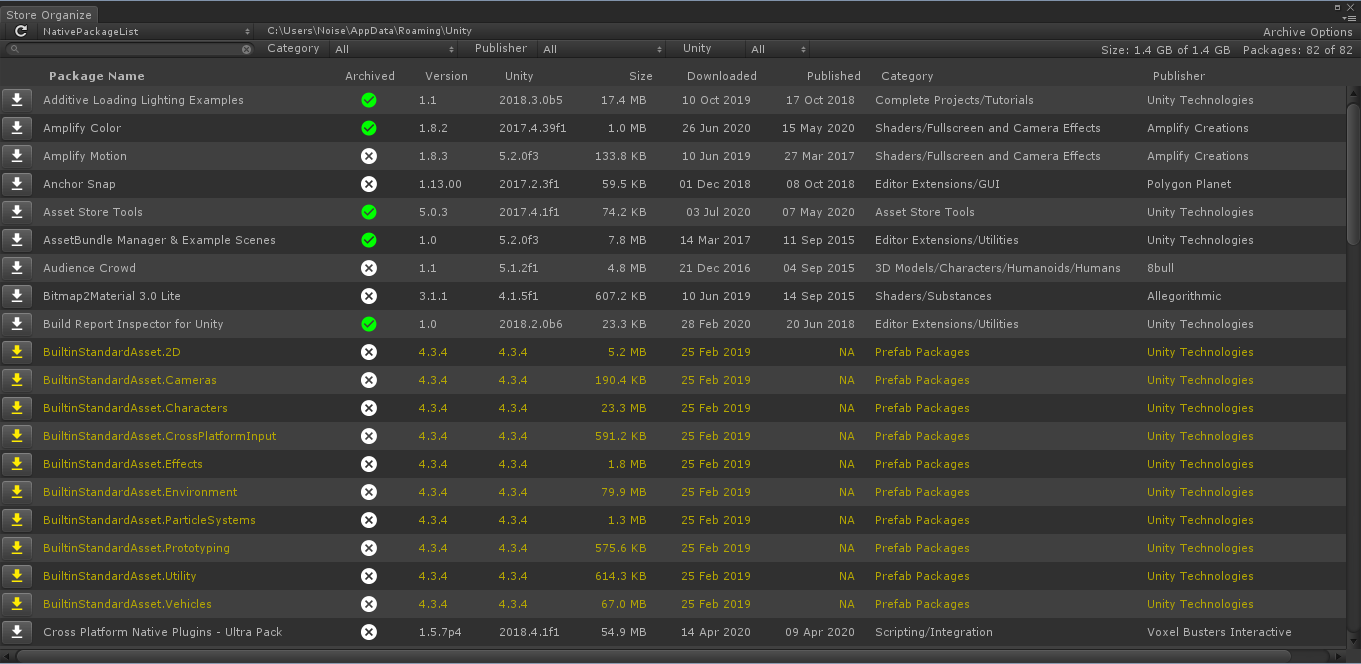 Store Organize
NativePackageList C:\Users\Noise\AppData\Roaming\Unity Archive Options
Category All Publisher All Unity All Size: 1.4 GB of 1.4 GB Packages: 82 of 82
Package Name Archived Version Unity Size Downloaded Published Category Publisher
Additive Loading Lighting Examples 1.1 2018.3.0b5 17.4 MB 10 Oct 2019 17 Oct 2018 Complete Projects/Tutorials Unity Technologies
Amplify Color 1.8.2 2017.4.39f1 1.0 MB 26 Jun 2020 15 May 2020 Shaders/Fullscreen and Camera Effects Amplify Creations
Amplify Motion 1.8.3 5.2.0f3 133.8 KB 10 Jun 2019 27 Mar 2017 Shaders/Fullscreen and Camera Effects Amplify Creations
Anchor Snap 1.13.00 2017.2.3f1 59.5 KB 01 Dec 2018 08 Oct 2018 Editor Extensions/GUI Polygon Planet
Asset Store Tools 5.0.3 2017.4.1f1 74.2 KB 03 Jul 2020 07 May 2020 Asset Store Tools Unity Technologies
AssetBundle Manager & Example Scenes 1.0 5.2.0f3 7.8 MB 14 Mar 2017 11 Sep 2015 Editor Extensions/Utilities Unity Technologies
Audience Crowd 1.1 5.1.2f1 4.8 MB 21 Dec 2016 04 Sep 2015 3D Models/Characters/Humanoids/Humans 8bull
Bitmap2Material 3.0 Lite 3.1.1 4.1.5f1 607.2 KB 10 Jun 2019 14 Sep 2015 Shaders/Substances Allegorithmic
Build Report Inspector for Unity 1.0 2018.2.0b6 23.3 KB 28 Feb 2020 20 Jun 2018 Editor Extensions/Utilities Unity Technologies
BuiltinStandardAsset.2D 4.3.4 4.3.4 5.2 MB 25 Feb 2019 NA Prefab Packages Unity Technologies
BuiltinStandardAsset.Cameras 4.3.4 4.3.4 190.4 KB 25 Feb 2019 NA Prefab Packages Unity Technologies
BuiltinStandardAsset.Characters 4.3.4 4.3.4 23.3 MB 25 Feb 2019 NA Prefab Packages Unity Technologies
BuiltinStandardAsset.CrossPlatformInput 4.3.4 4.3.4 591.2 KB 25 Feb 2019 NA Prefab Packages Unity Technologies
BuiltinStandardAsset.Effects 4.3.4 4.3.4 1.8 MB 25 Feb 2019 NA Prefab Packages Unity Technologies
BuiltinStandardAsset.Environment 4.3.4 4.3.4 79.9 MB 25 Feb 2019 NA Prefab Packages Unity Technologies
BuiltinStandardAsset.ParticleSystems 4.3.4 4.3.4 1.3 MB 25 Feb 2019 NA Prefab Packages Unity Technologies
BuiltinStandardAsset.Prototyping 4.3.4 4.3.4 575.6 KB 25 Feb 2019 NA Prefab Packages Unity Technologies
BuiltinStandardAsset.Utility 4.3.4 4.3.4 614.3 KB 25 Feb 2019 NA Prefab Packages Unity Technologies
BuiltinStandardAsset.Vehicles 4.3.4 4.3.4 67.0 MB 25 Feb 2019 NA Prefab Packages Unity Technologies
Cross Platform Native Plugins - Ultra Pack 1.5.7p4 2018.4.1f1 54.9 MB 14 Apr 2020 09 Apr 2020 Scripting/Integration Voxel Busters Interactive